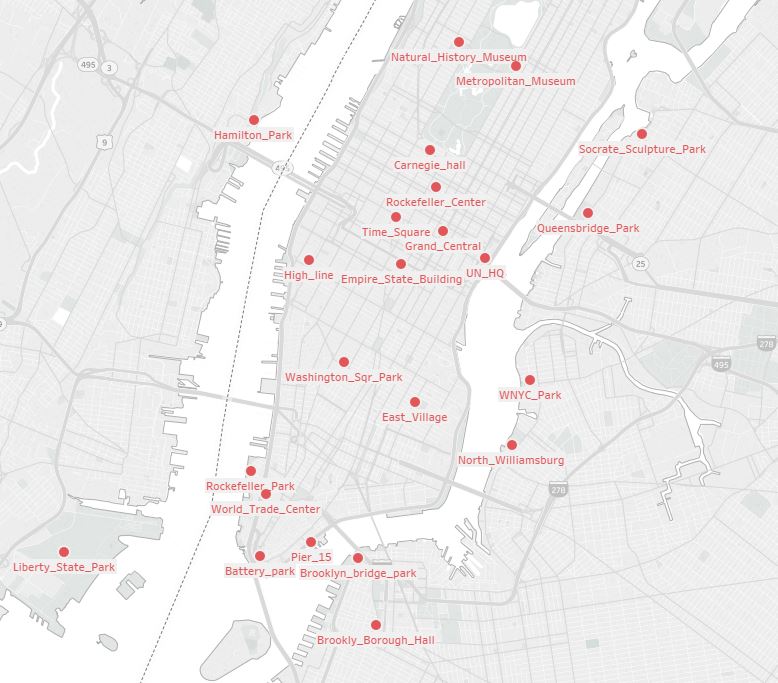 Natural_History_Museum
495
3
Metropolitan_Museum
Hamilton_Park
9
Socrate_Sculpture_Park
Carnegie_hall
495
Rockefeller_Center
Time_Square
Queensbridge_Park
Grand_Central
25
High_line
Empire_State_Building
UN_HQ
278
495
Washington_Sqr_Park
WNYC_Park
East_Village
North_Williamsburg
Rockefeller_Park
278
World_Trade_Center
Liberty_State_Park
Battery_park
Pier_15
Brooklyn_bridge_park
Brookly_Borough_Hall